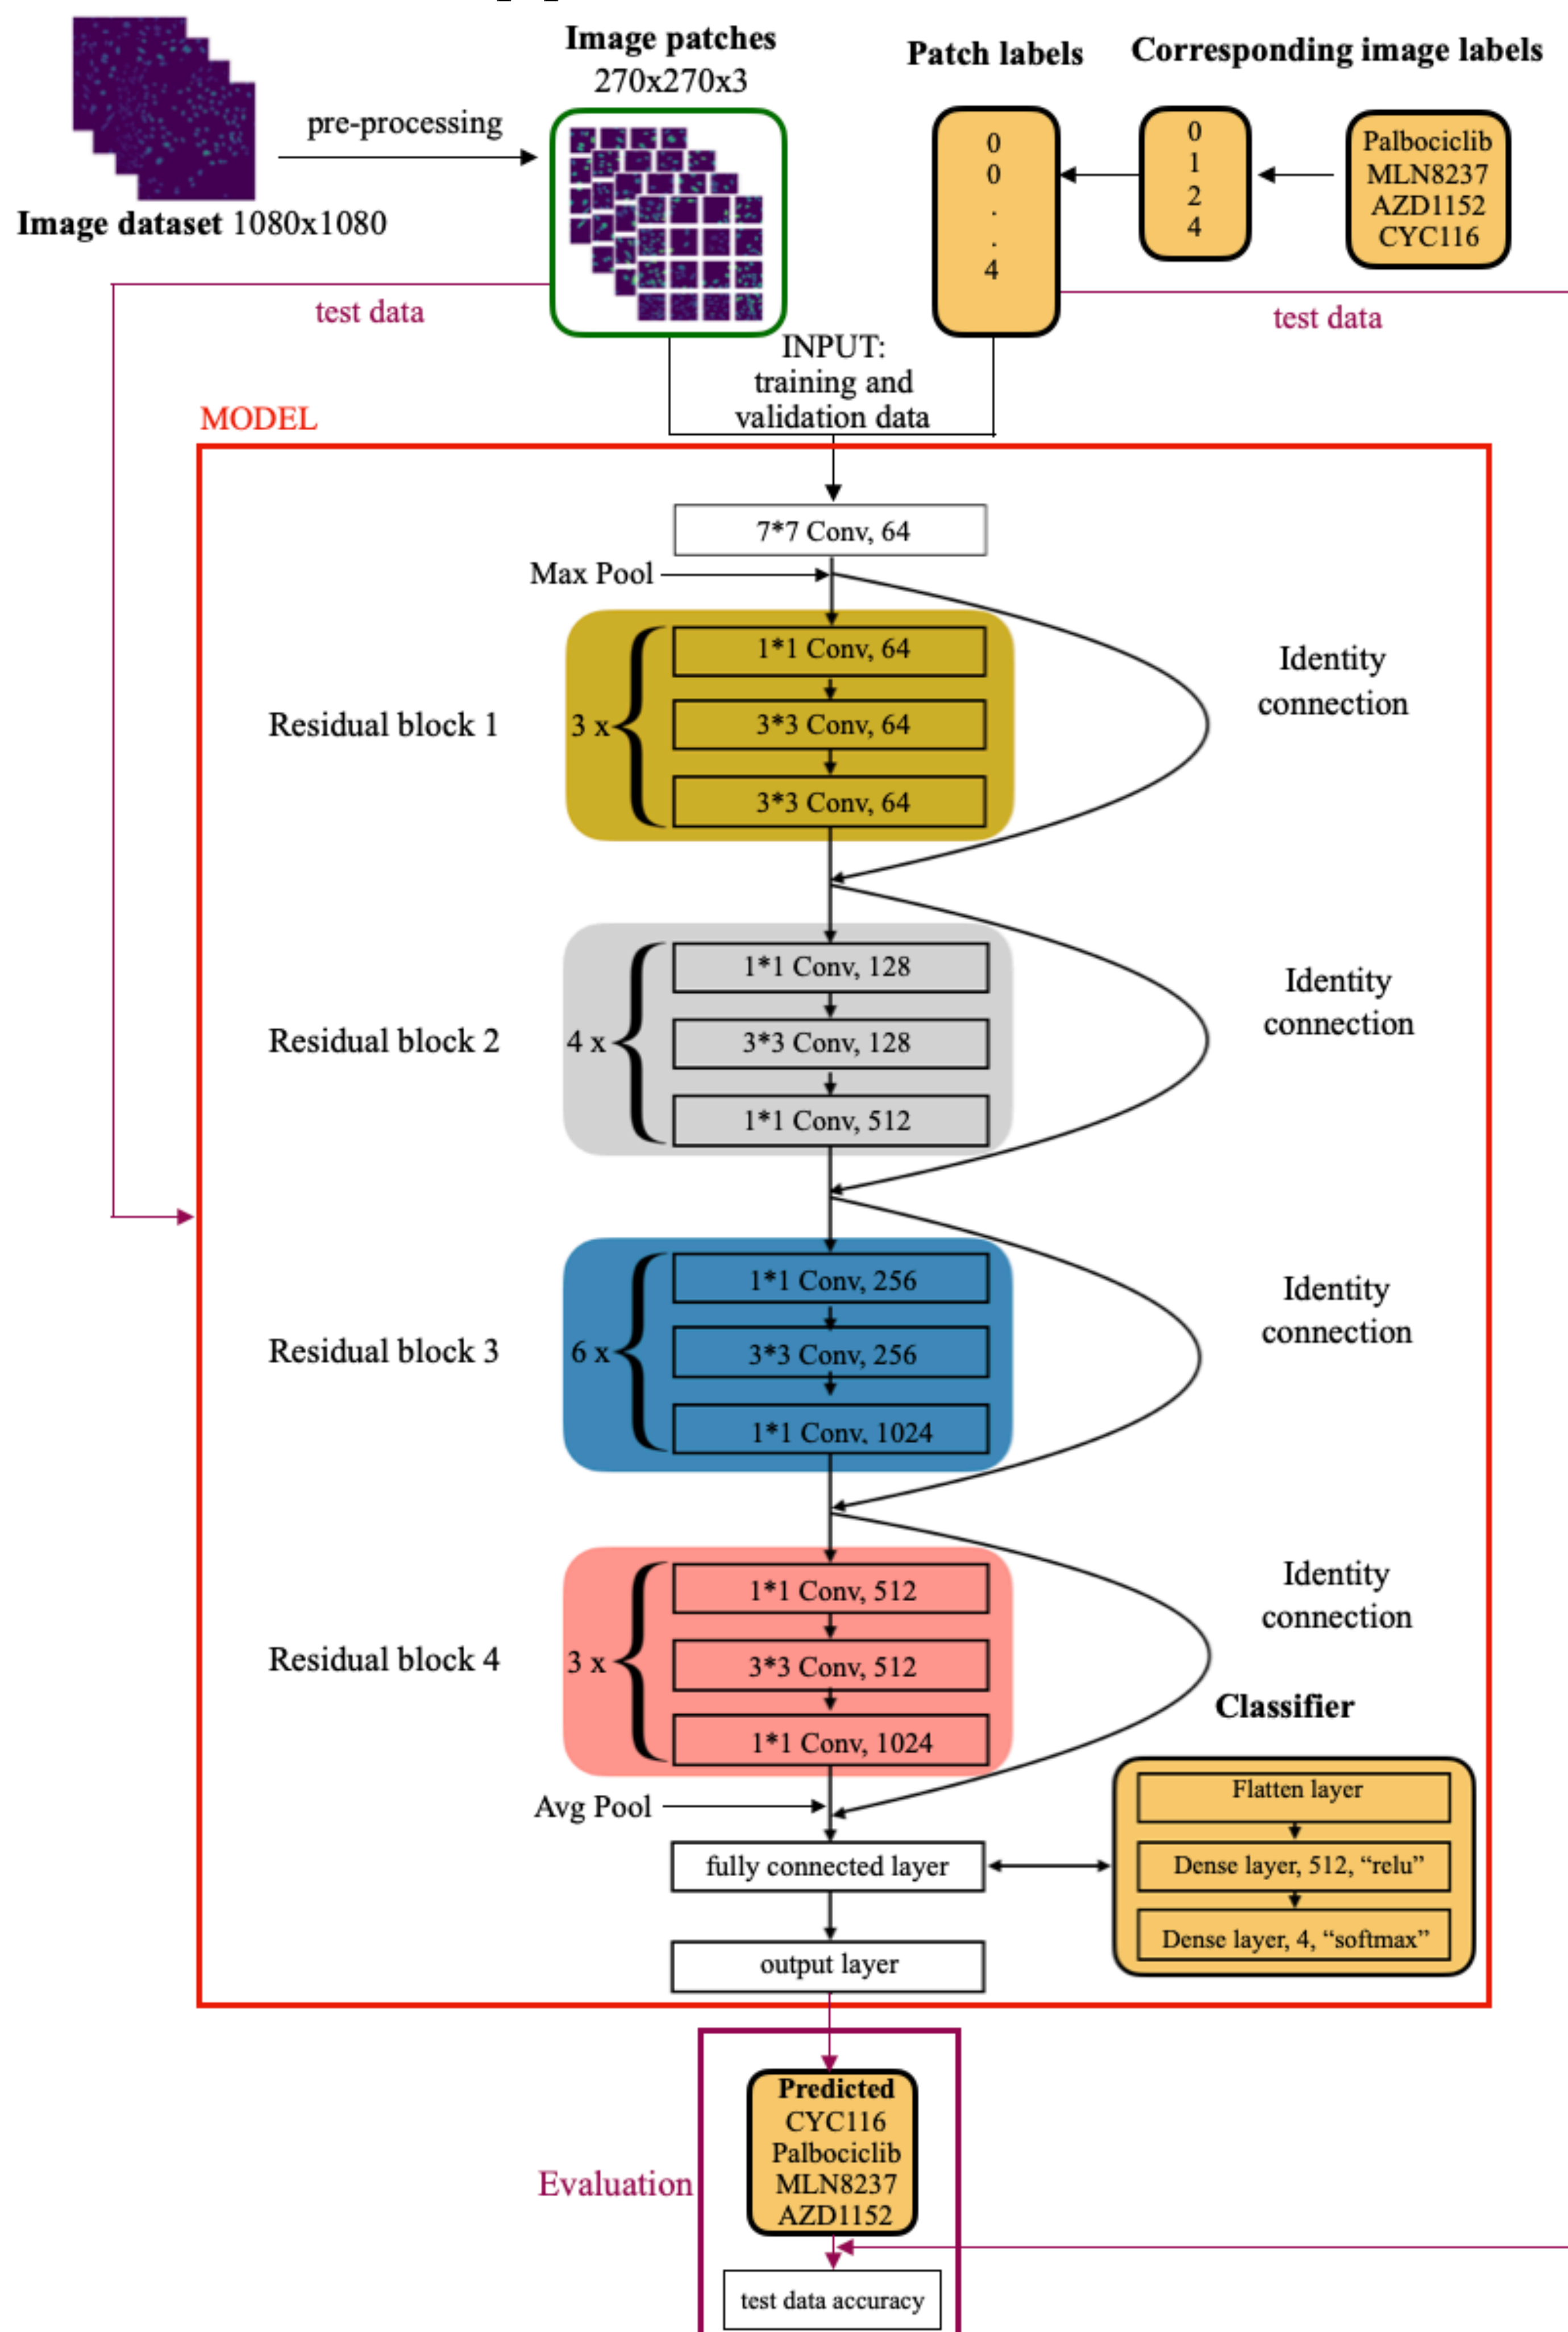 Image patches
270x270x3
Patch labels
Corresponding image labels
pre-processing
Image dataset 1080x1080
0
0
.
.
4
0
1
2
4
Palbociclib
MLN8237
AZD1152
CYC116
test data
test data
INPUT:
training and
validation data
MODEL
7*7 Conv, 64
Max Pool
Residual block 1
3 x
1*1 Conv, 64
3*3 Conv, 64
3*3 Conv, 64
Identity
connection
Residual block 2
4 x
1*1 Conv, 128
3*3 Conv, 128
1*1 Conv, 512
Identity
connection
Residual block 3
6 x
1*1 Conv, 256
3*3 Conv, 256
1*1 Conv, 1024
Identity
connection
Residual block 4
3 x
1*1 Conv, 512
3*3 Conv, 512
1*1 Conv, 1024
Identity
connection
Classifier
Flatten layer
Dense layer, 512, “relu”
Dense layer, 4, “softmax”
Avg Pool
fully connected layer
output layer
Evaluation
Predicted
CYC116
Palbociclib
MLN8237
AZD1152
test data accuracy